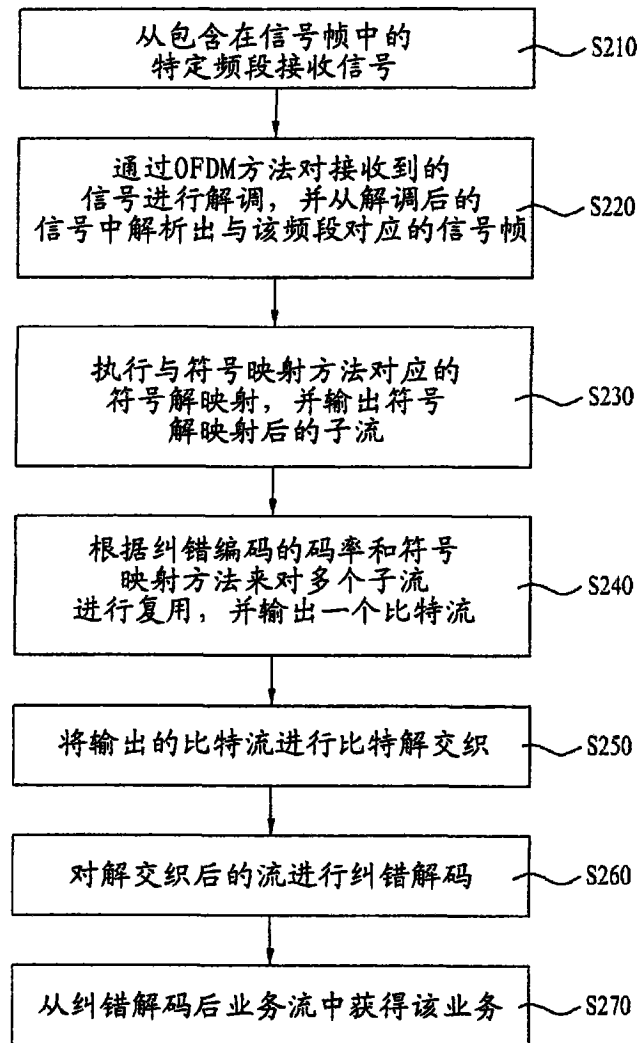 从包含在信号帧中的
特定频段接收信号
S210
通过OFDM方法对接收到的
信号进行解调，并从解调后的
信号中解析出与该频段对应的信号帧
S220
执行与符号映射方法对应的
符号解映射，并输出符号
解映射后的子流
S230
根据纠错编码的码率和符号
映射方法来对多个子流
进行复用，并输出一个比特流
S240
将输出的比特流进行比特解交织
S250
对解交织后的流进行纠错解码
S260
从纠错解码后业务流中获得该业务
S270